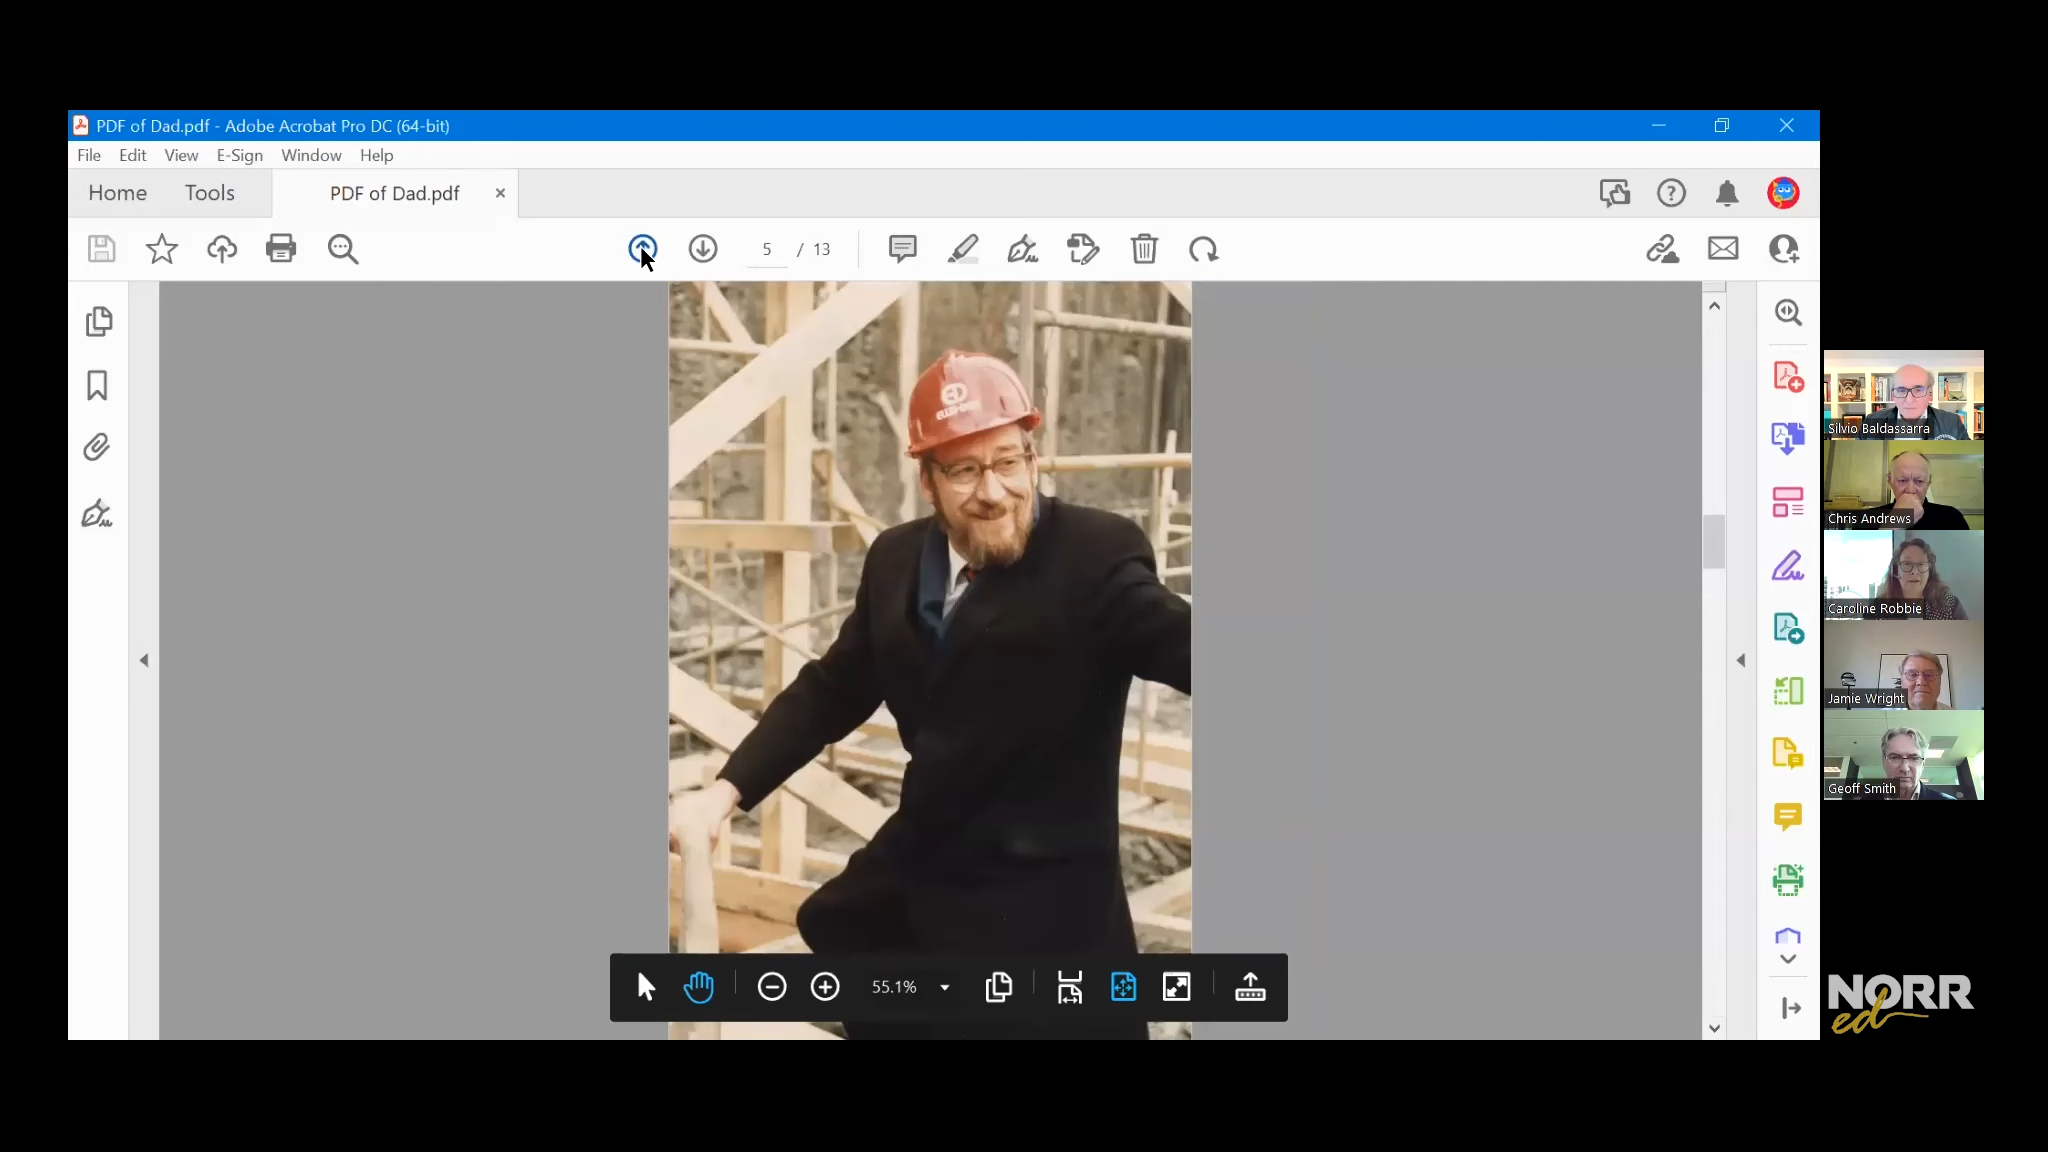 PDF of Dad.pdf - Adobe Acrobat Pro DC (64-bit)
File Edit View E-Sign Window Help
Home Tools PDF of Dad.pdf
5 / 13
55.1%
Silvio Baldassarra
Chris Andrews
Caroline Robbie
Jamie Wright
Geoff Smith
NORR
ed